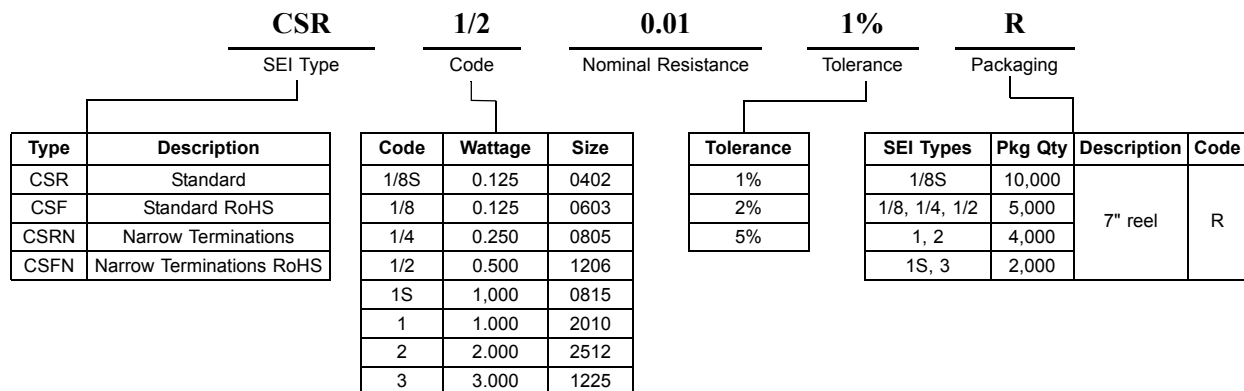 CSR 1/2 0.01 1% R
SEI Type Code Nominal Resistance Tolerance Packaging
Type Description
CSR Standard
CSF Standard RoHS
CSRN Narrow Terminations
CSFN Narrow Terminations RoHS
Code Wattage Size
1/8S 0.125 0402
1/8 0.125 0603
1/4 0.250 0805
1/2 0.500 1206
1S 1,000 0815
1 1.000 2010
2 2.000 2512
3 3.000 1225
Tolerance
1%
2%
5%
SEI Types Pkg Qty Description Code
1/8S 10,000
1/8, 1/4, 1/2 5,000
7" reel R
1, 2 4,000
1S, 3 2,000